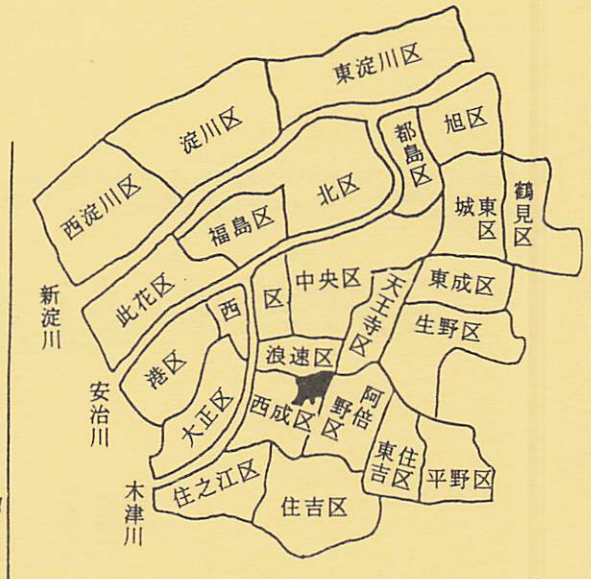 東淀川区
淀川区
西淀川区
旭区
都島区
北区
福島区
城東区
鶴見区
此花区
中央区
西区
天王寺区
東成区
生野区
港区
大正区
浪速区
西成区
阿倍野区
東住吉区
平野区
住之江区
住吉区
新淀川
安治川
木津川